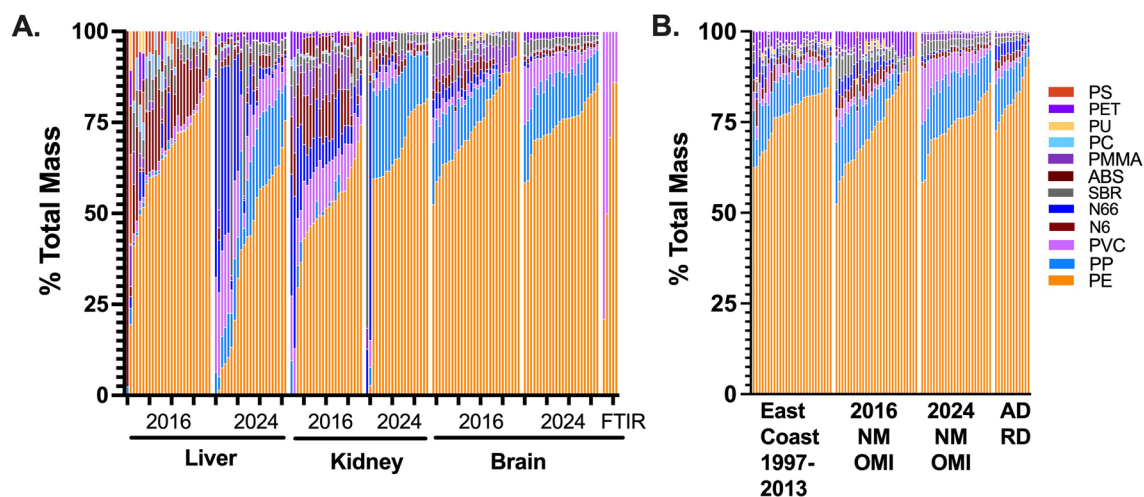 A.
% Total Mass
100
75
50
25
0
2016
2024
2016
2024
2016
2024
FTIR
Liver
Kidney
Brain
B.
% Total Mass
100
75
50
25
0
East
Coast
1997-
2013
2016
NM
OMI
2024
NM
OMI
AD
RD
PS
PET
PU
PC
PMMA
ABS
SBR
N66
N6
PVC
PP
PE